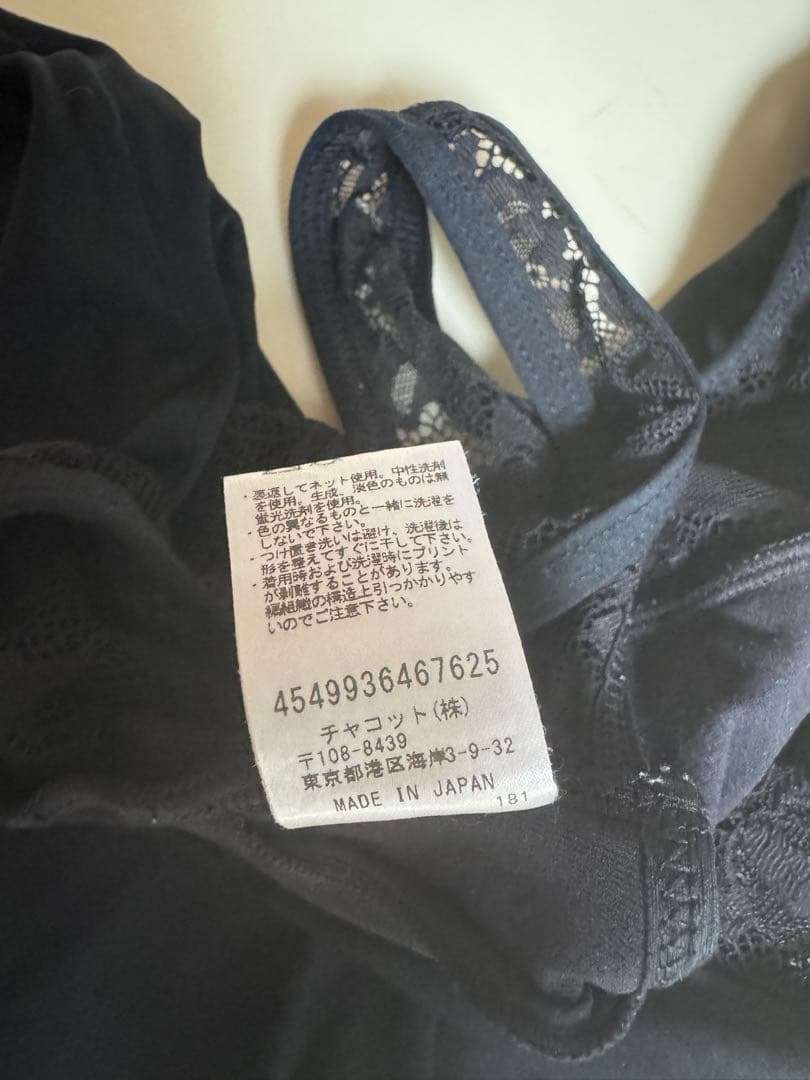 ・裏返してネット使用。中性洗剤
を使用。生成、淡色のものは無
蛍光洗剤を使用。
・色の異なるものと一緒に洗濯を
しないで下さい。
・つけ置き洗いは避け、洗濯後は
形を整えてすぐに干して下さい。
・着用時および洗濯時にプリント
が剥離することがあります。
編組織の構造上引つかかりやす
いのでご注意下さい。
4549936467625
チャコット(株)
〒108-8439
東京都港区海岸3-9-32
MADE IN JAPAN
181